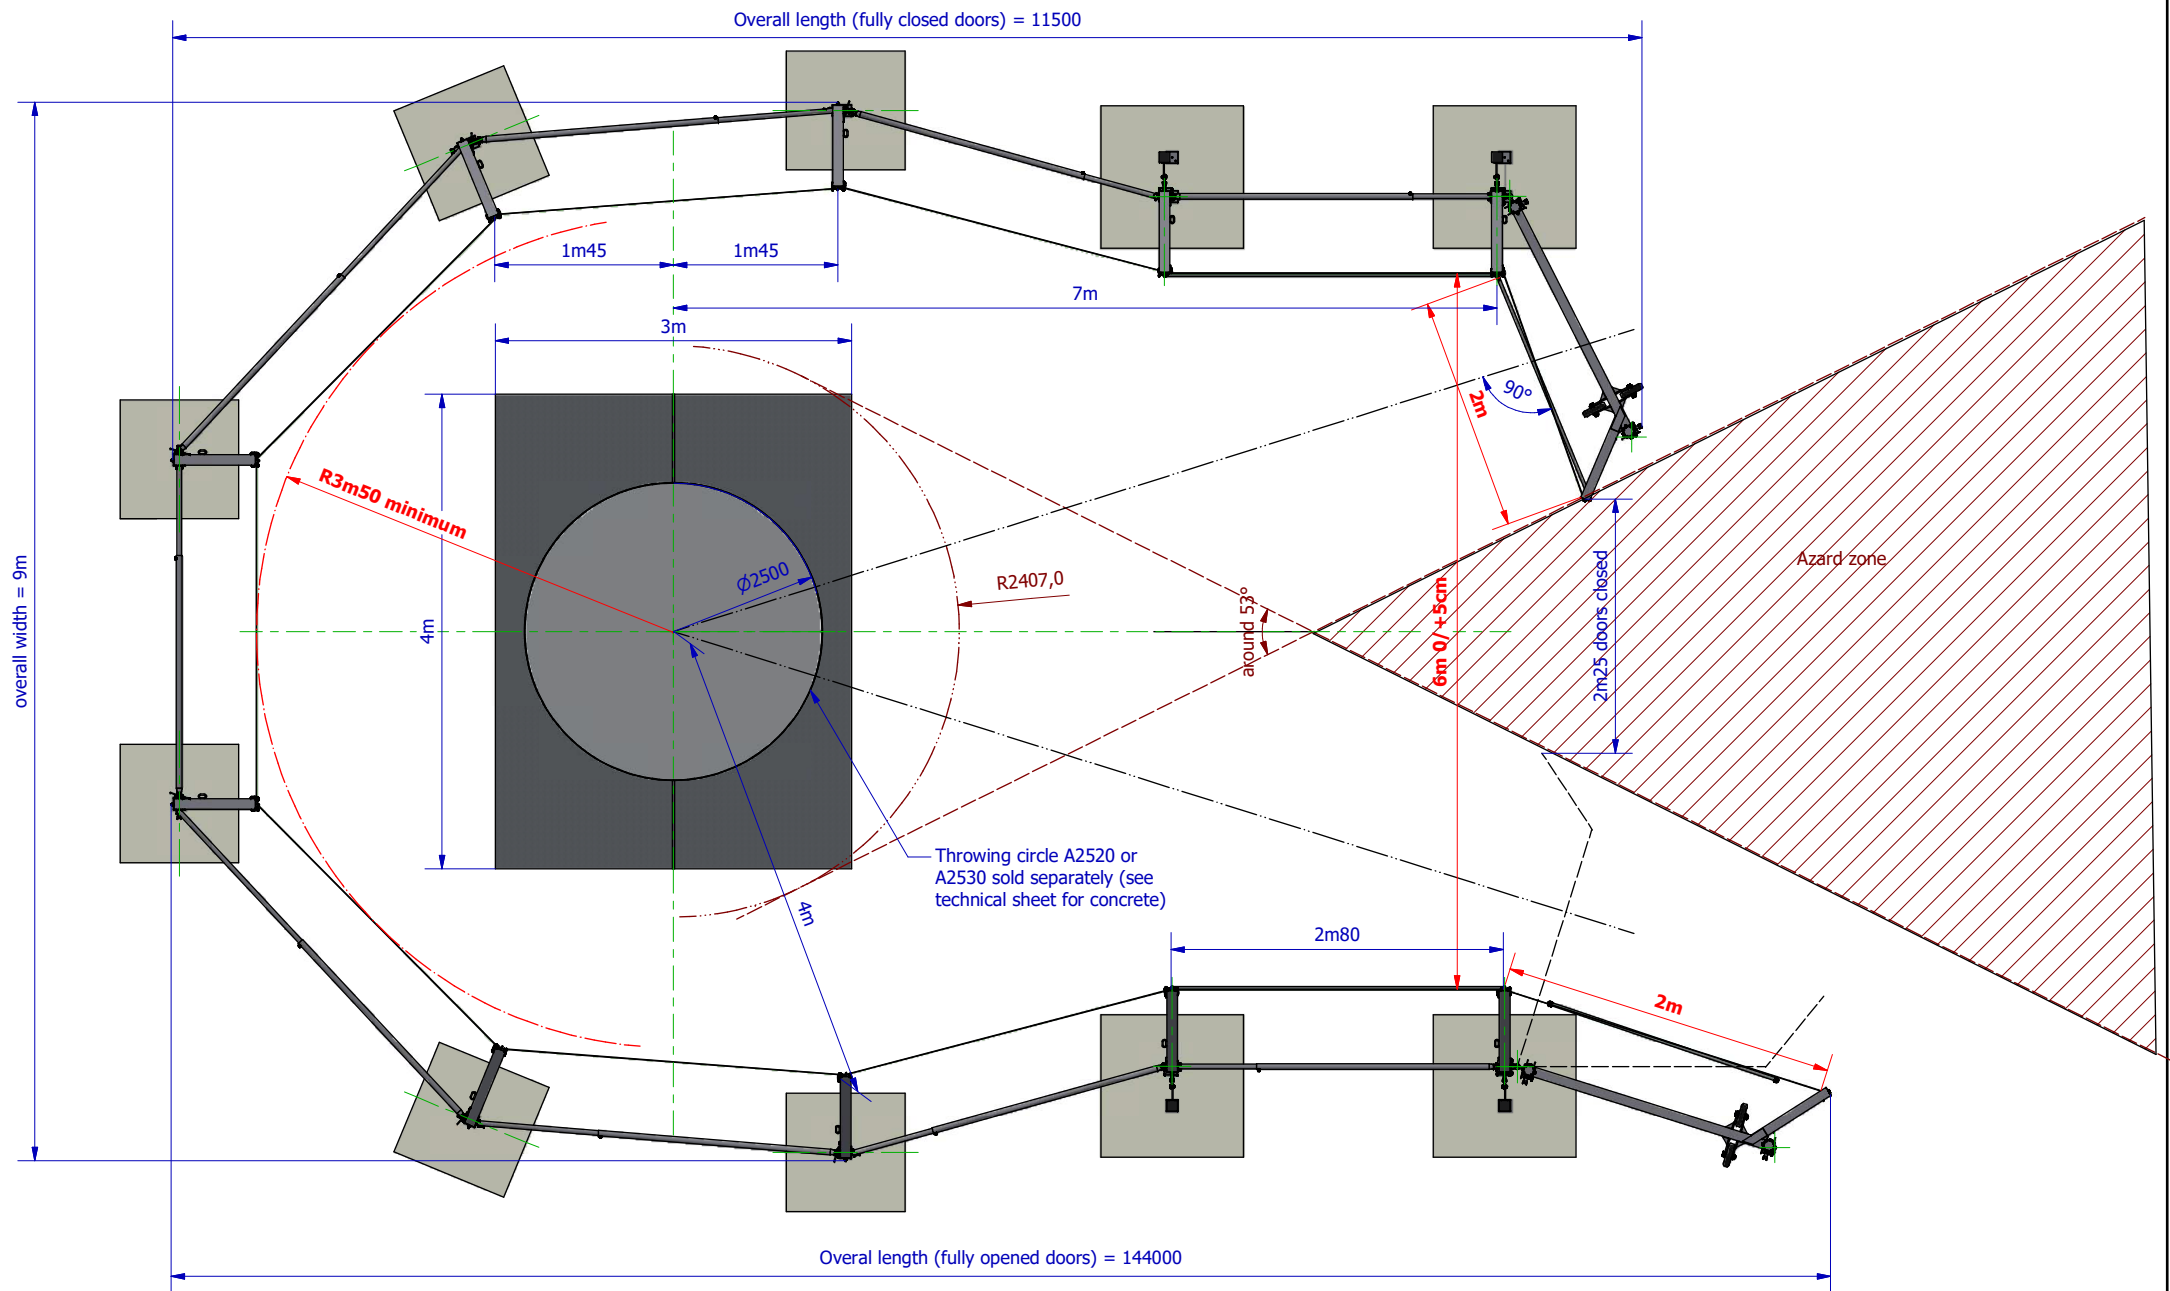 Overall length (fully closed doors) = 11500
1m45
1m45
7m
3m
90°
2m
R3m50 minimum
Ø2500
R2407,0
Azard zone
overall width = 9m
4m
around 53°
6m 0/+5cm
2m25 doors closed
Throwing circle A2520 or
A2530 sold separately (see
technical sheet for concrete)
4m
2m80
2m
Overal length (fully opened doors) = 144000